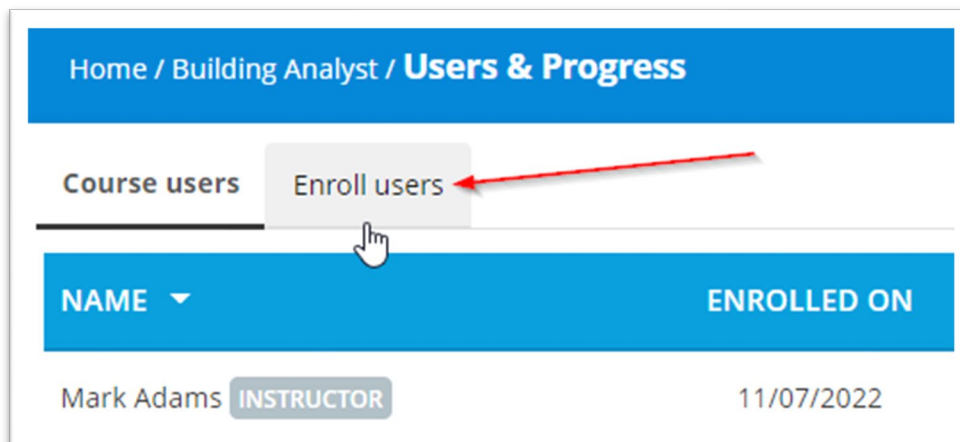 Home / Building Analyst / Users & Progress
Course users Enroll users
NAME ENROLLED ON
Mark Adams INSTRUCTOR 11/07/2022